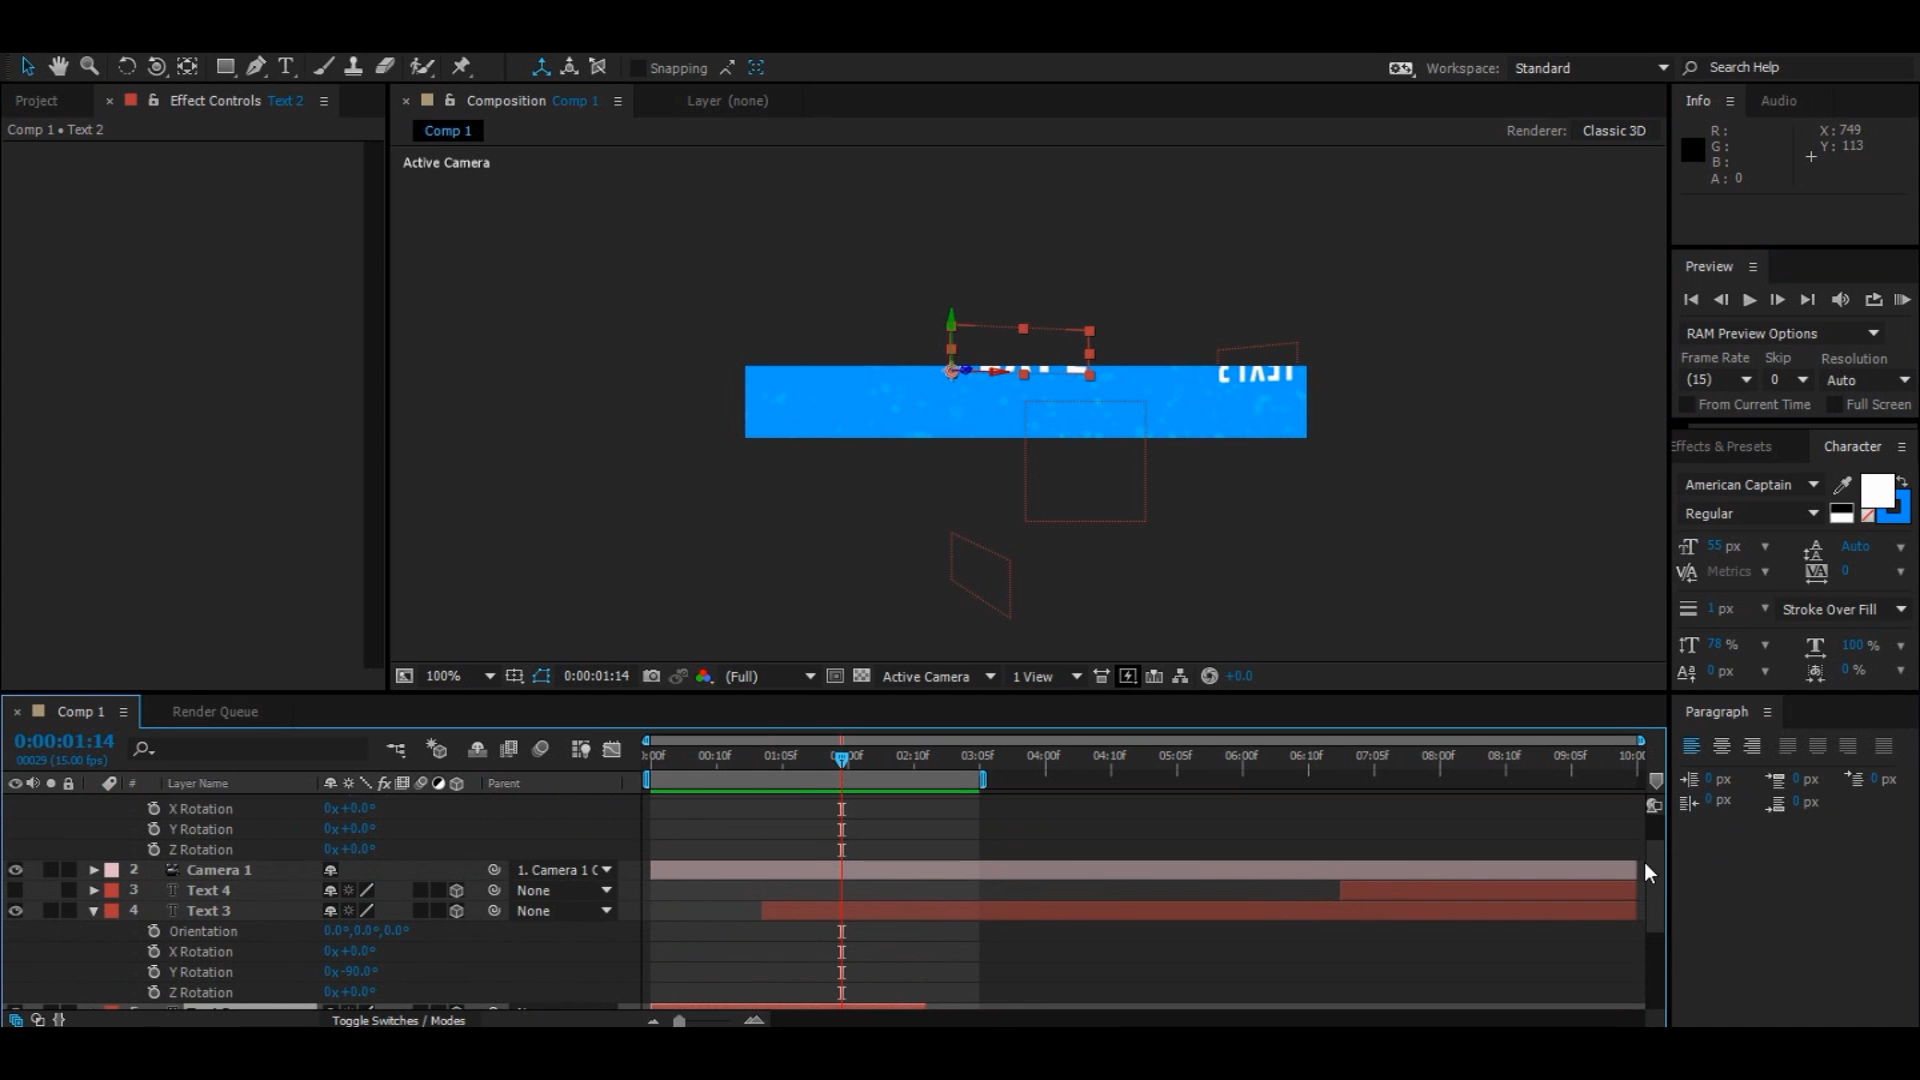 Snapping
Workspace: Standard
Search Help
Project
Effect Controls Text 2
Composition Comp 1
Layer (none)
Info
Audio
Comp 1 • Text 2
Comp 1
Renderer: Classic 3D
R:
G:
B:
A: 0
X: 749
Y: 113
Active Camera
Preview
RAM Preview Options
Frame Rate Skip Resolution
(15) 0 Auto
From Current Time Full Screen
Effects & Presets
Character
American Captain
Regular
55 px Auto
Metrics 0
1 px Stroke Over Fill
78 % 100 %
0 px 0 %
100% 0:00:01:14 (Full) Active Camera 1 View +0.0
Comp 1
Render Queue
Paragraph
0:00:01:14
00029 (15.00 fps)
:00f 00:10f 01:05f 02:10f 03:05f 04:00f 04:10f 05:05f 06:00f 06:10f 07:05f 08:00f 08:10f 09:05f 10:00
# Layer Name fx Parent
0 px 0 px 0 px
0 px 0 px
X Rotation 0x+0.0°
Y Rotation 0x+0.0°
Z Rotation 0x+0.0°
2 Camera 1 1. Camera 1 C
3 T Text 4 None
4 T Text 3 None
Orientation 0.0°,0.0°,0.0°
X Rotation 0x+0.0°
Y Rotation 0x-90.0°
Z Rotation 0x+0.0°
Toggle Switches / Modes